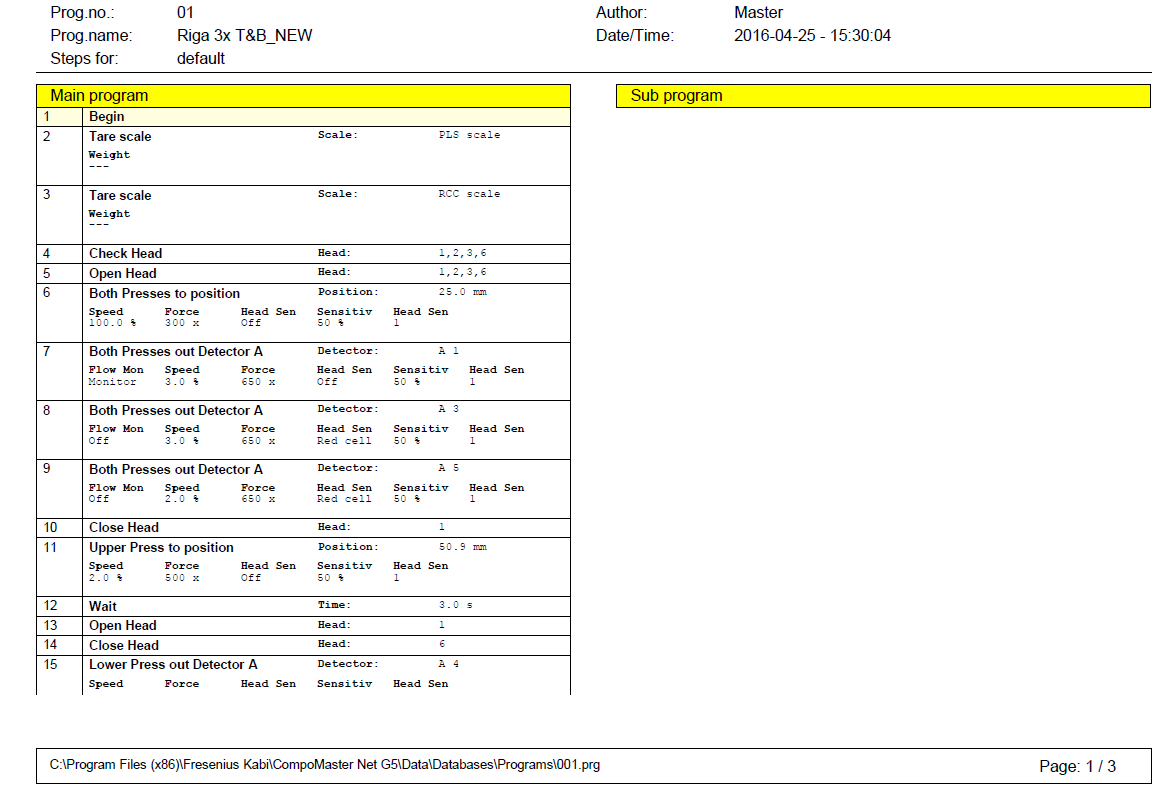 Prog.no.: 01 Author: Master
Prog.name: Riga 3x T&B_NEW Date/Time: 2016-04-25 - 15:30:04
Steps for: default
Main program
Sub program
1 Begin
2 Tare scale Scale: PLS scale
Weight
---
3 Tare scale Scale: RCC scale
Weight
---
4 Check Head Head: 1,2,3,6
5 Open Head Head: 1,2,3,6
6 Both Presses to position Position: 25.0 mm
Speed Force Head Sen Sensitiv Head Sen
100.0 % 300 x Off 50 % 1
7 Both Presses out Detector A Detector: A 1
Flow Mon Speed Force Head Sen Sensitiv Head Sen
Monitor 3.0 % 650 x Off 50 % 1
8 Both Presses out Detector A Detector: A 3
Flow Mon Speed Force Head Sen Sensitiv Head Sen
Off 3.0 % 650 x Red cell 50 % 1
9 Both Presses out Detector A Detector: A 5
Flow Mon Speed Force Head Sen Sensitiv Head Sen
Off 2.0 % 650 x Red cell 50 % 1
10 Close Head Head: 1
11 Upper Press to position Position: 50.9 mm
Speed Force Head Sen Sensitiv Head Sen
2.0 % 500 x Off 50 % 1
12 Wait Time: 3.0 s
13 Open Head Head: 1
14 Close Head Head: 6
15 Lower Press out Detector A Detector: A 4
Speed Force Head Sen Sensitiv Head Sen
C:\Program Files (x86)\Fresenius Kabi\CompoMaster Net G5\Data\Databases\Programs\001.prg Page: 1 / 3